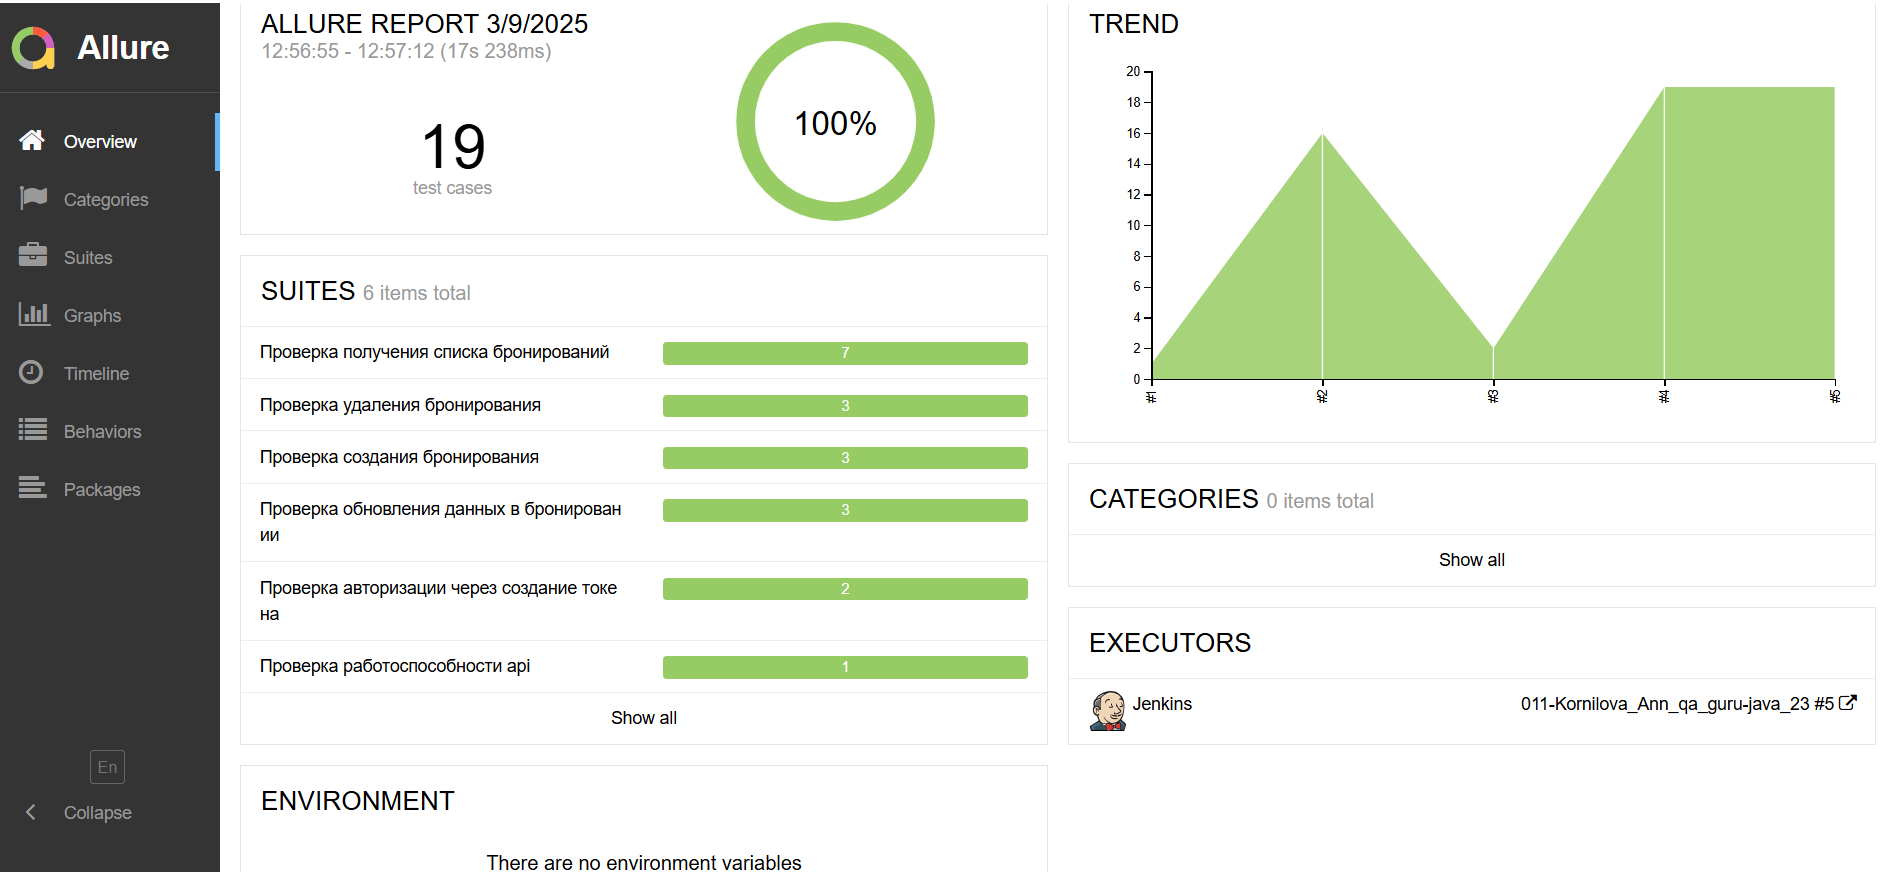 Allure
Overview
Categories
Suites
Graphs
Timeline
Behaviors
Packages
En
Collapse
ALLURE REPORT 3/9/2025
12:56:55 - 12:57:12 (17s 238ms)
19
test cases
100%
SUITES 6 items total
Проверка получения списка бронирований 7
Проверка удаления бронирования 3
Проверка создания бронирования 3
Проверка обновления данных в бронирован 3
ии
Проверка авторизации через создание токе 2
на
Проверка работоспособности api 1
Show all
ENVIRONMENT
There are no environment variables
TREND
20
18
16
14
12
10
8
6
4
2
0
#1 #2 #3 #4 #5
CATEGORIES 0 items total
Show all
EXECUTORS
Jenkins 011-Kornilova_Ann_qa_guru-java_23 #5